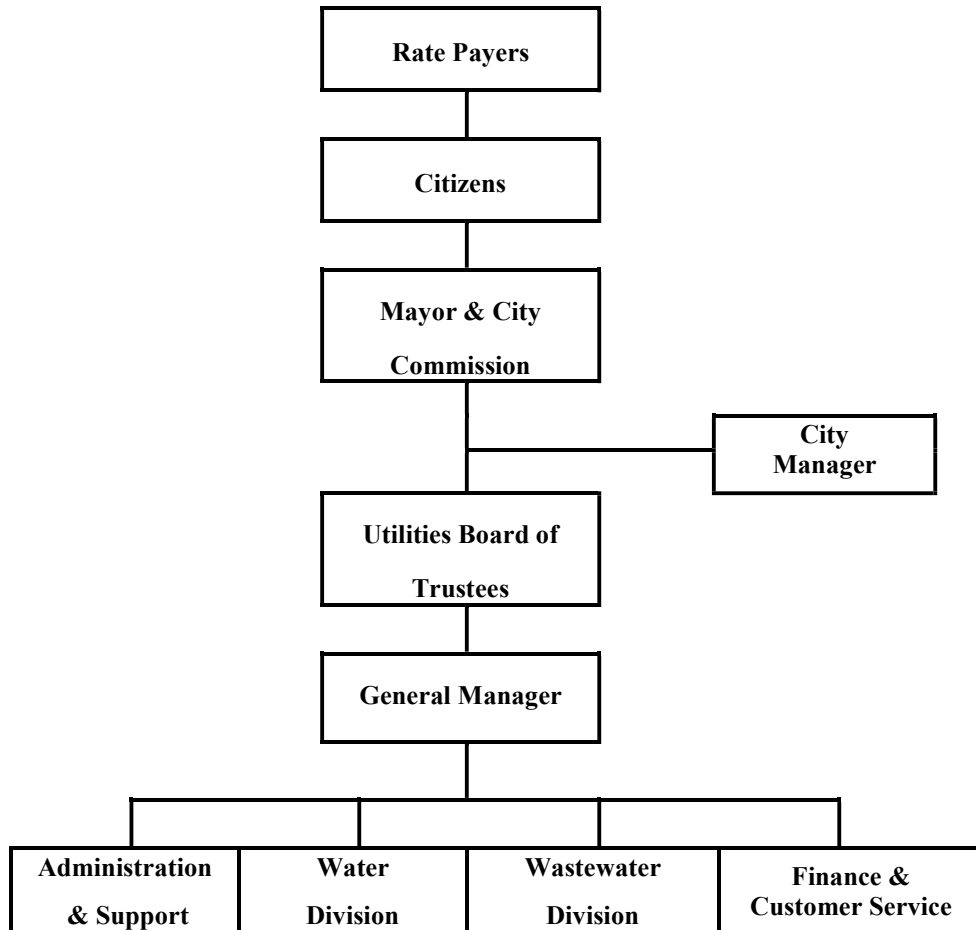 Rate Payers
Citizens
Mayor & City
Commission
City
Manager
Utilities Board of
Trustees
General Manager
Administration
& Support
Water
Division
Wastewater
Division
Finance &
Customer Service